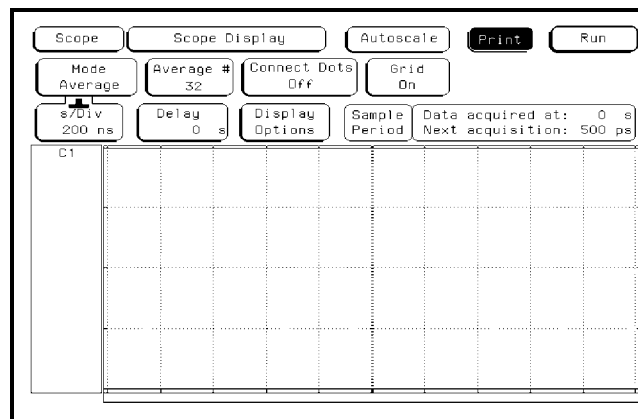 Scope Scope Display Autoscale Print Run
Mode Average # Connect Dots Grid
Average 32 Off On
s/Div Delay Display Sample Data acquired at: 0 s
200 ns 0 s Options Period Next acquisition: 500 ps
C1